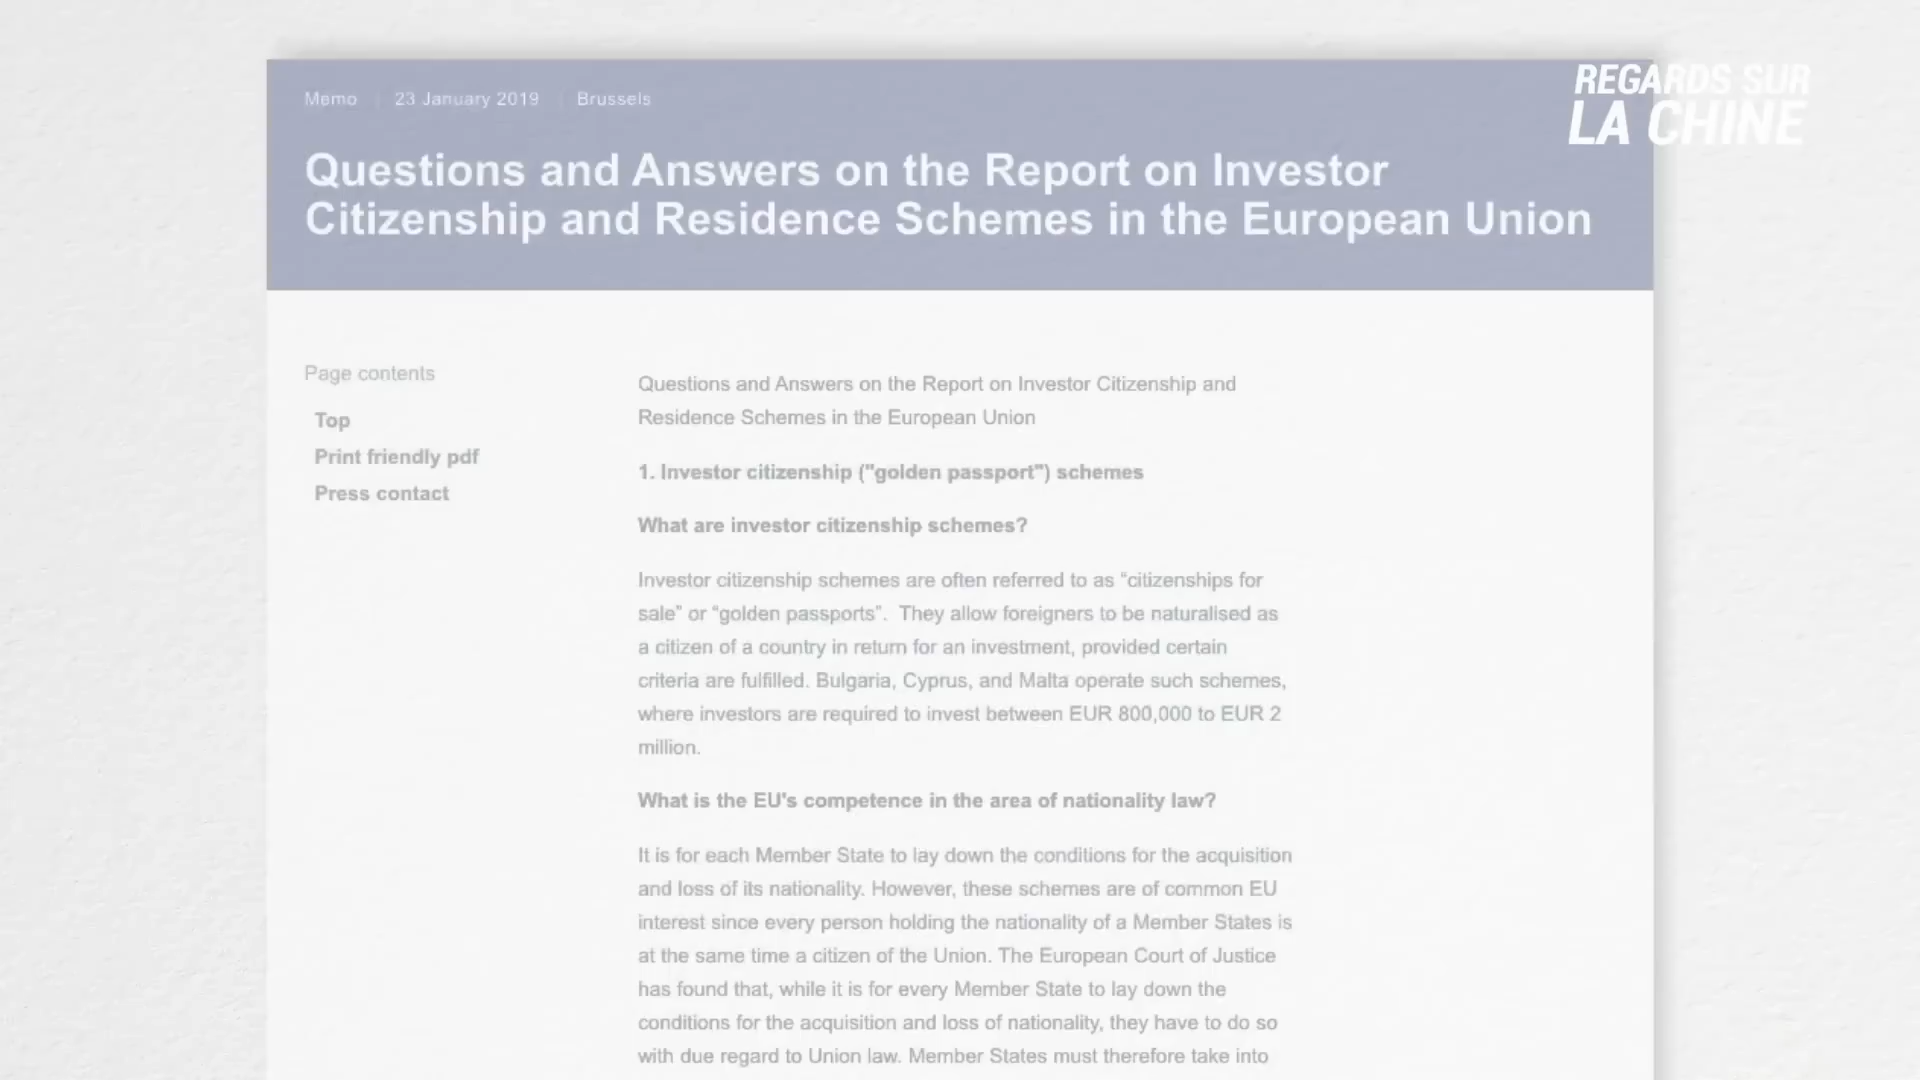 Memo | 23 January 2019 | Brussels
REGARDS SUR
LA CHINE
Questions and Answers on the Report on Investor
Citizenship and Residence Schemes in the European Union
Page contents
Top
Print friendly pdf
Press contact
Questions and Answers on the Report on Investor Citizenship and
Residence Schemes in the European Union
1. Investor citizenship ("golden passport") schemes
What are investor citizenship schemes?
Investor citizenship schemes are often referred to as “citizenships for
sale” or “golden passports”.  They allow foreigners to be naturalised as
a citizen of a country in return for an investment, provided certain
criteria are fulfilled. Bulgaria, Cyprus, and Malta operate such schemes,
where investors are required to invest between EUR 800,000 to EUR 2
million.
What is the EU's competence in the area of nationality law?
It is for each Member State to lay down the conditions for the acquisition
and loss of its nationality. However, these schemes are of common EU
interest since every person holding the nationality of a Member States is
at the same time a citizen of the Union. The European Court of Justice
has found that, while it is for every Member State to lay down the
conditions for the acquisition and loss of nationality, they have to do so
with due regard to Union law. Member States must therefore take into